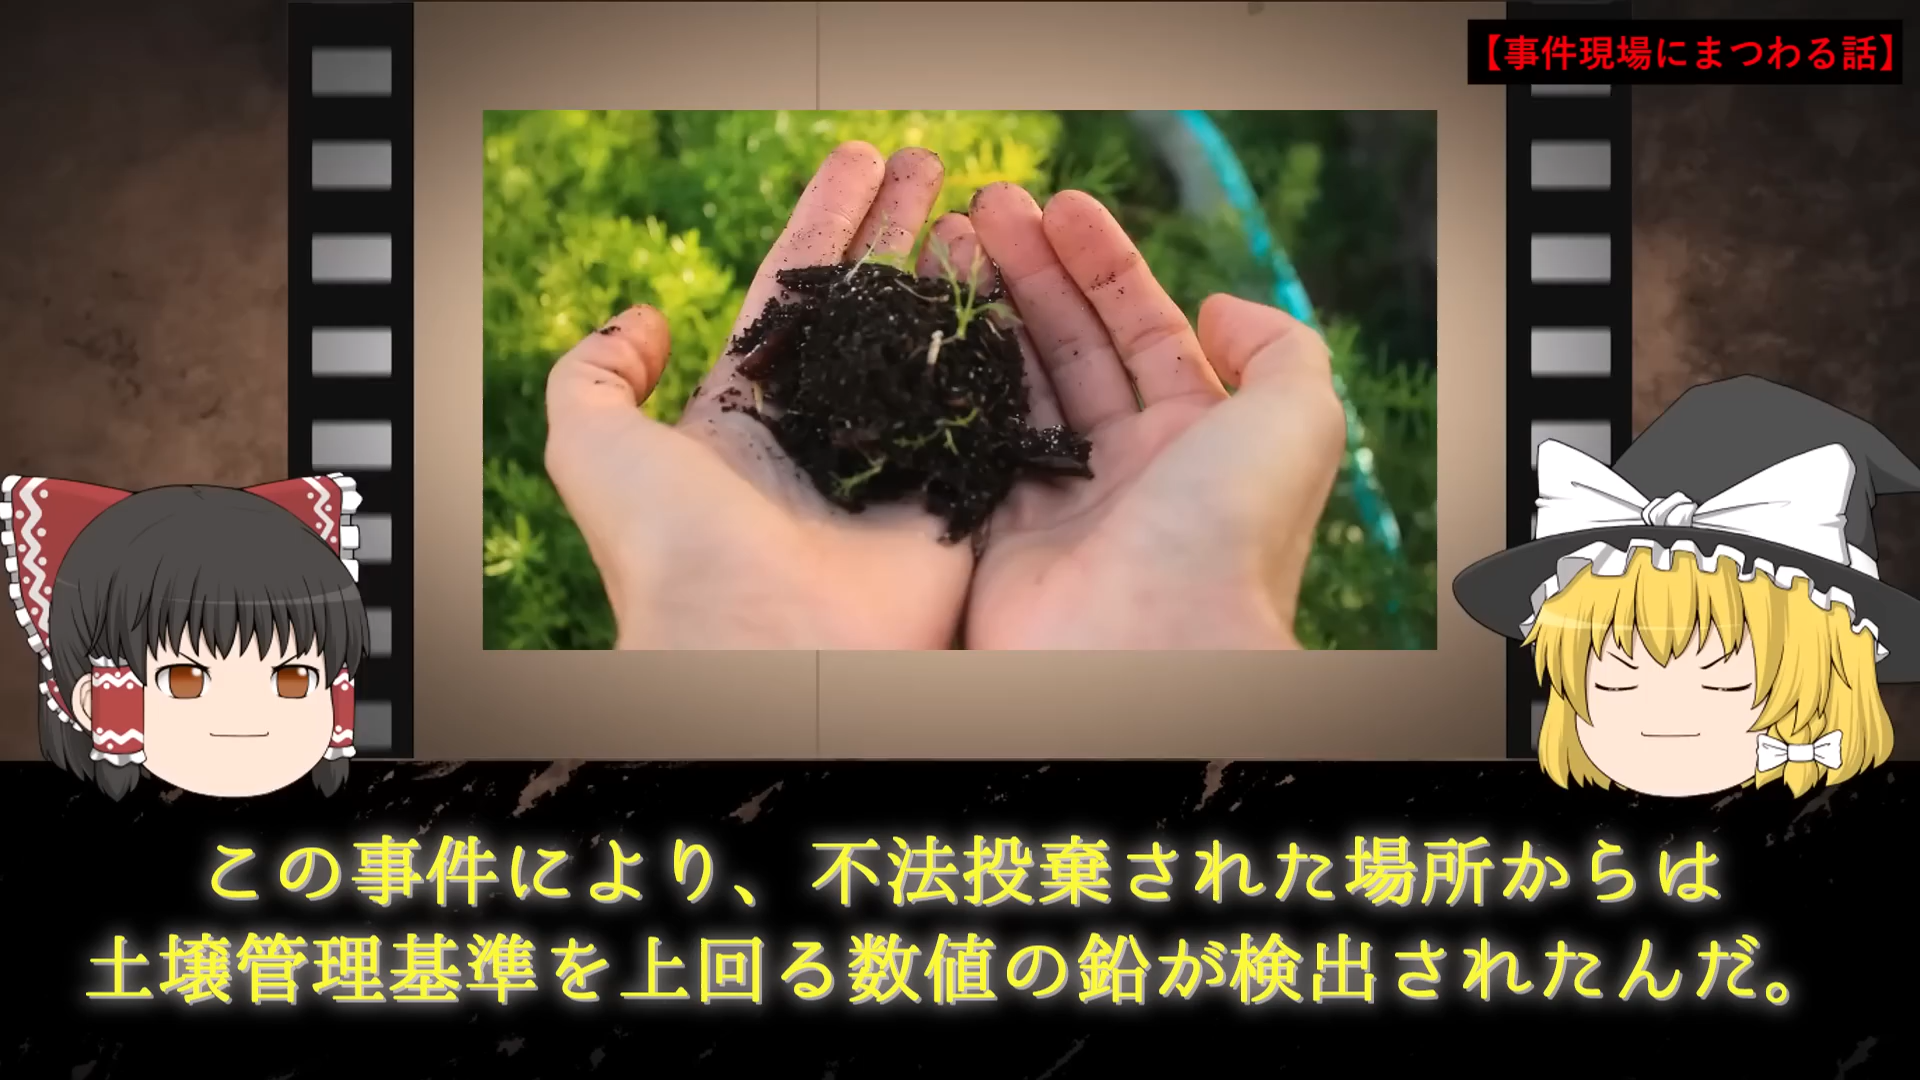 【事件現場にまつわる話】
この事件により、不法投棄された場所からは
土壌管理基準を上回る数値の鉛が検出されたんだ。